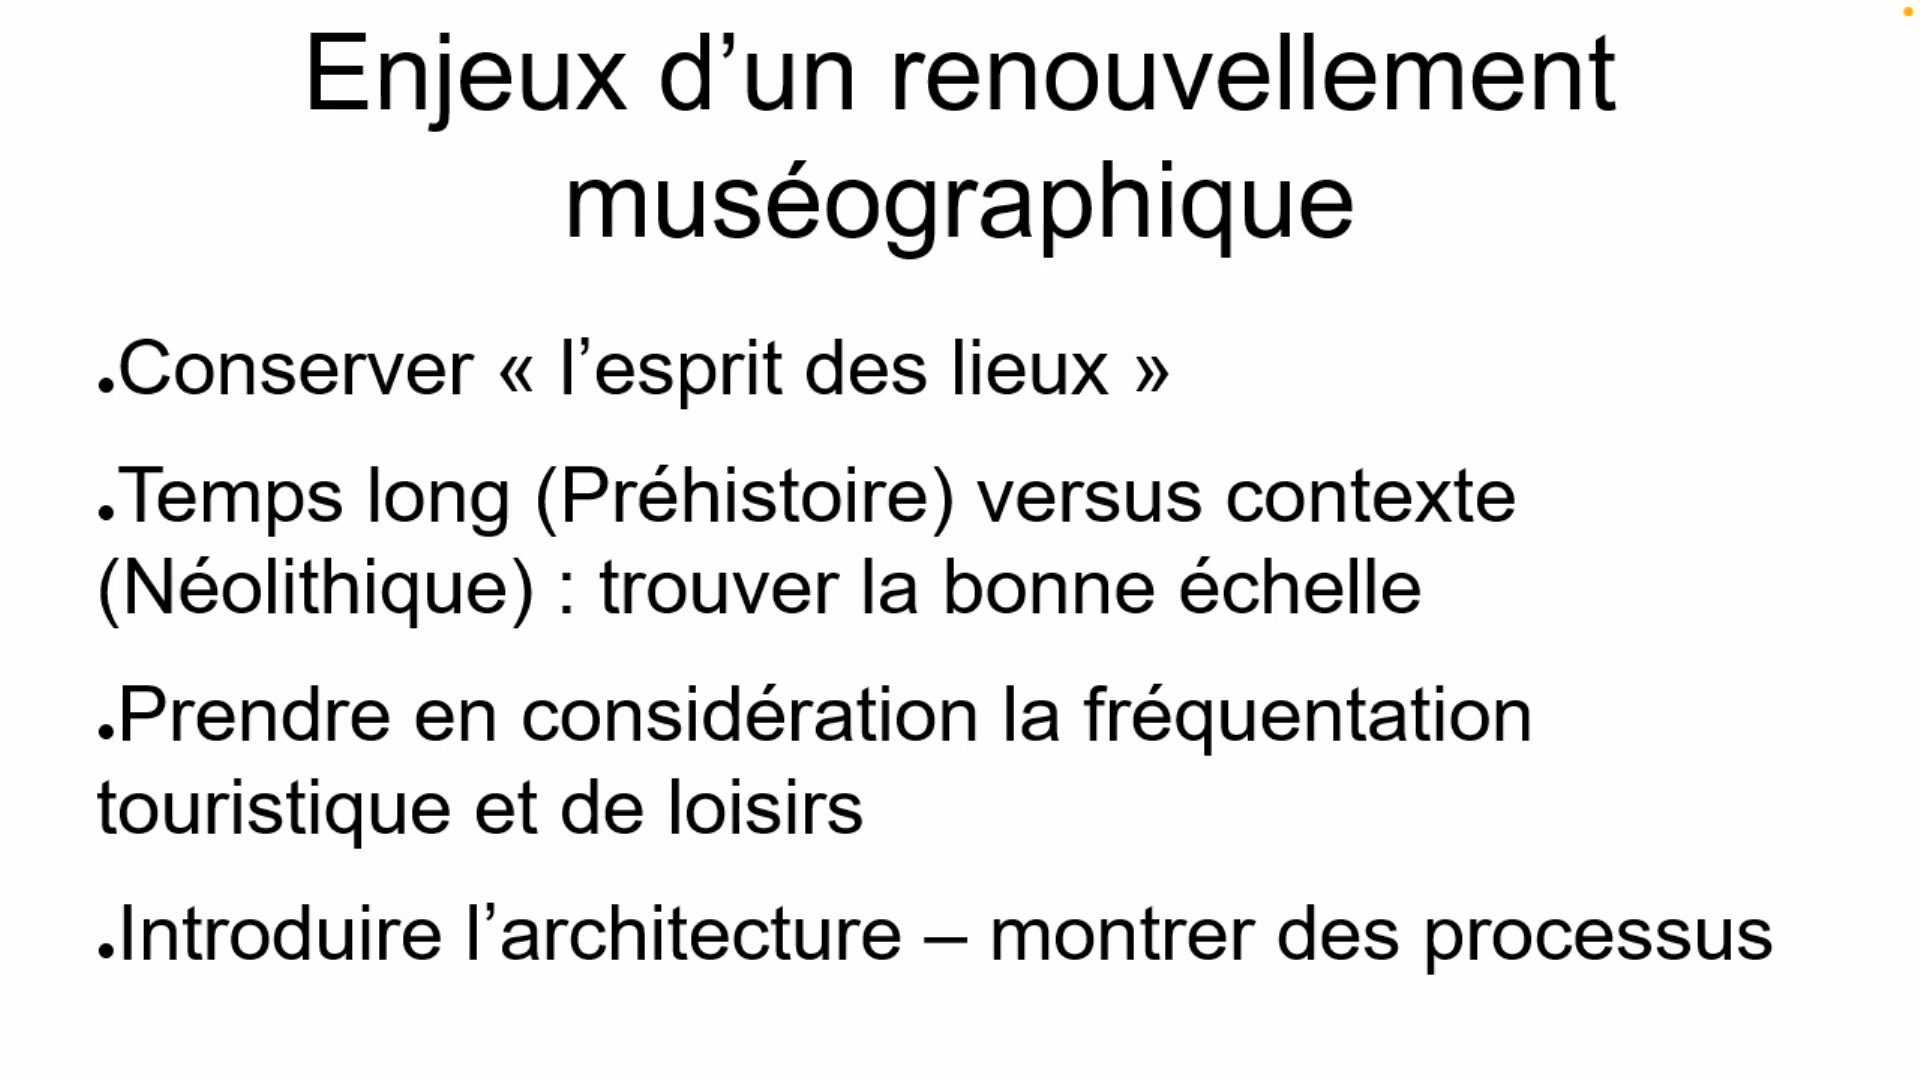 Enjeux d’un renouvellement
muséographique
●Conserver « l’esprit des lieux »
●Temps long (Préhistoire) versus contexte
(Néolithique) : trouver la bonne échelle
●Prendre en considération la fréquentation
touristique et de loisirs
●Introduire l’architecture – montrer des processus